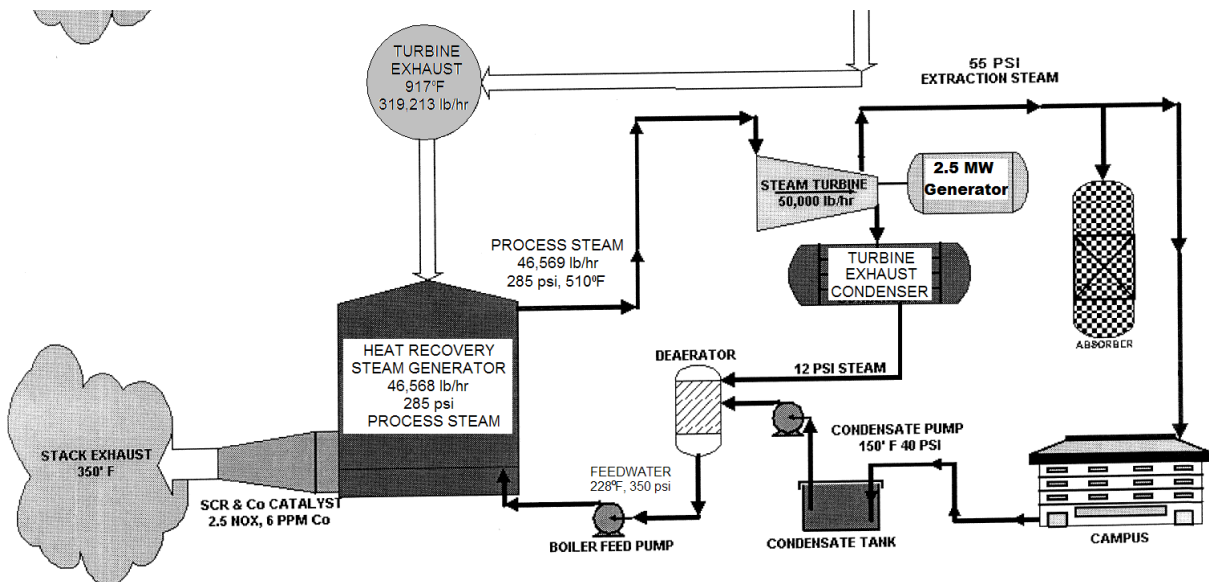 TURBINE
EXHAUST
917°F
319,213 lb/hr
55 PSI
EXTRACTION STEAM
STEAM TURBINE
50,000 lb/hr
2.5 MW
Generator
PROCESS STEAM
46,569 lb/hr
285 psi, 510ºF
TURBINE
EXHAUST
CONDENSER
ABSORBER
HEAT RECOVERY
STEAM GENERATOR
46,568 lb/hr
285 psi
PROCESS STEAM
DEAERATOR
12 PSI STEAM
CONDENSATE PUMP
150° F 40 PSI
STACK EXHAUST
350° F
FEEDWATER
228ºF, 350 psi
SCR & Co CATALYST
2.5 NOX, 6 PPM Co
BOILER FEED PUMP
CONDENSATE TANK
CAMPUS